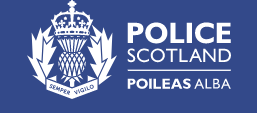 POLICE
SCOTLAND
POILEAS ALBA
SEMPER VIGILO